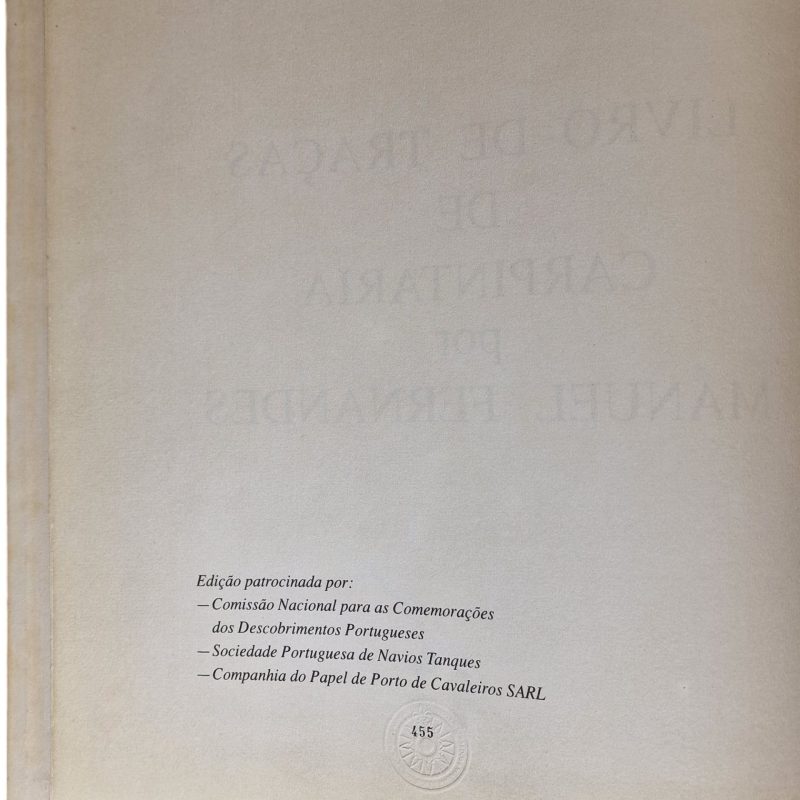 LIVRO DE TRAÇAS
DE
CARPINTARIA
por
MANUEL FERNANDES
Edição patrocinada por:
— Comissão Nacional para as Comemorações
dos Descobrimentos Portugueses
— Sociedade Portuguesa de Navios Tanques
— Companhia do Papel de Porto de Cavaleiros SARL
455